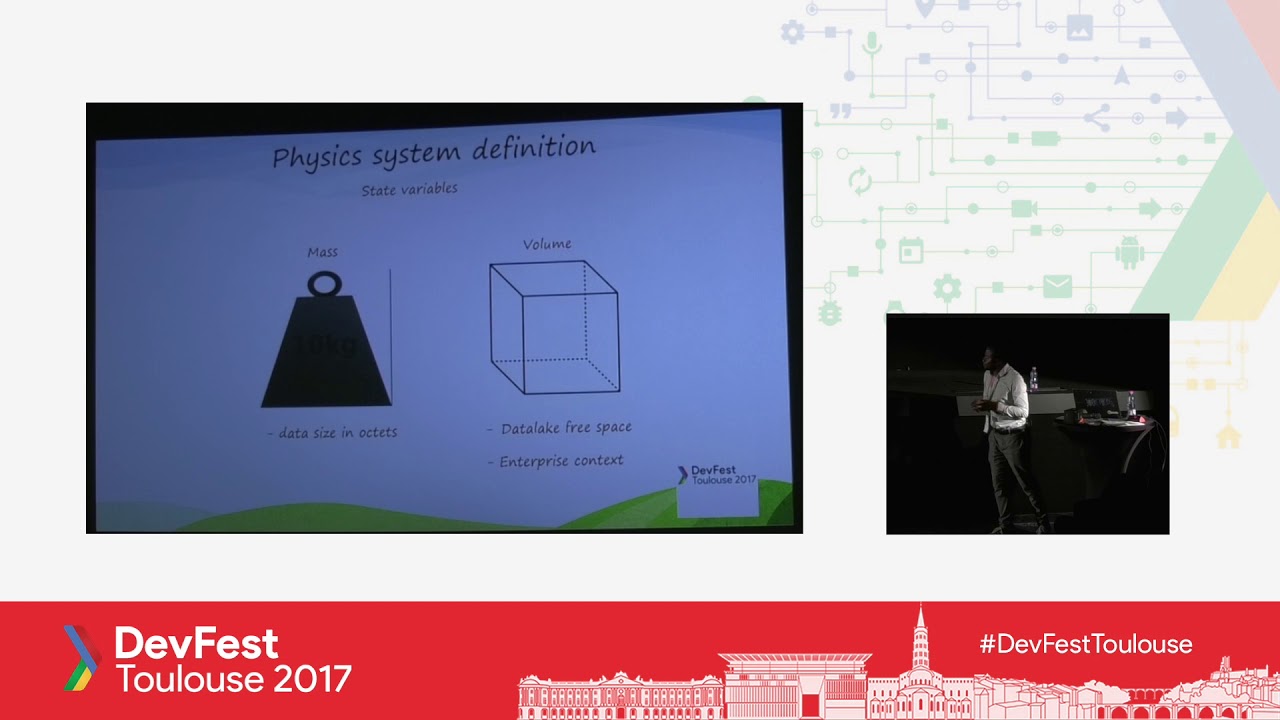 Physics system definition
State variables
Mass
Volume
10kg
- data size in octets
- Datalake free space
- Enterprise context
DevFest
Toulouse 2017
DevFest
Toulouse 2017
#DevFestToulouse